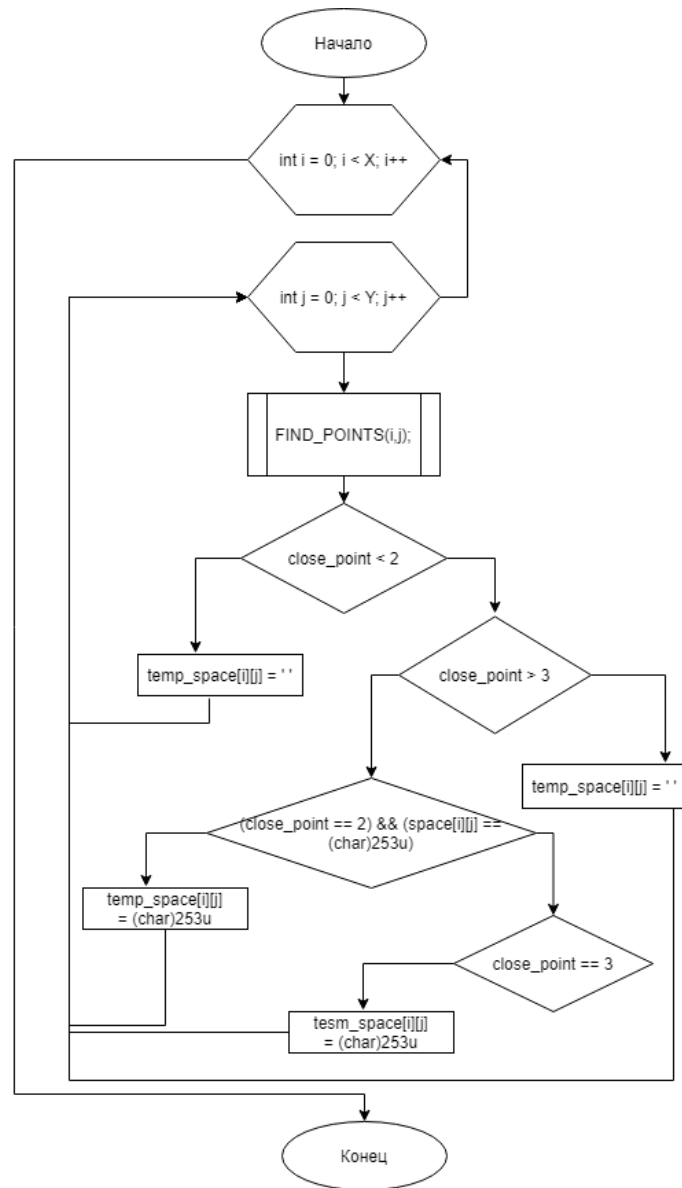 Начало
int i = 0; i < X; i++
int j = 0; j < Y; j++
FIND_POINTS(i,j);
close_point < 2
temp_space[i][j] = ' '
close_point > 3
temp_space[i][j] = ' '
(close_point == 2) && (space[i][j] ==
(char)253u)
temp_space[i][j]
= (char)253u
close_point == 3
tesm_space[i][j]
= (char)253u
Конец